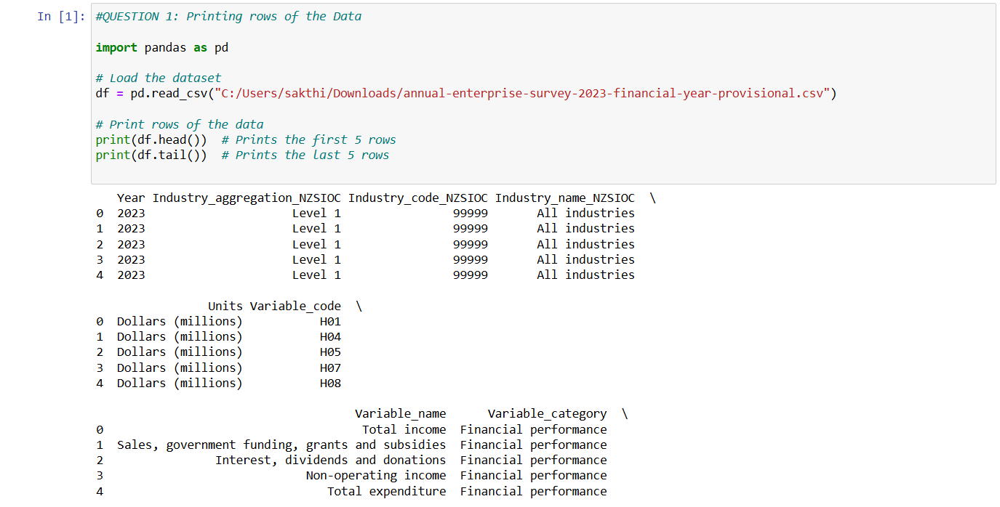 In [1]: #QUESTION 1: Printing rows of the Data
import pandas as pd
# Load the dataset
df = pd.read_csv("C:/Users/sakthi/Downloads/annual-enterprise-survey-2023-financial-year-provisional.csv")
# Print rows of the data
print(df.head())  # Prints the first 5 rows
print(df.tail())  # Prints the last 5 rows
Year Industry_aggregation_NZSIOC Industry_code_NZSIOC Industry_name_NZSIOC \
0 2023 Level 1 99999 All industries
1 2023 Level 1 99999 All industries
2 2023 Level 1 99999 All industries
3 2023 Level 1 99999 All industries
4 2023 Level 1 99999 All industries
Units Variable_code \
0 Dollars (millions) H01
1 Dollars (millions) H04
2 Dollars (millions) H05
3 Dollars (millions) H07
4 Dollars (millions) H08
Variable_name Variable_category \
0 Total income Financial performance
1 Sales, government funding, grants and subsidies Financial performance
2 Interest, dividends and donations Financial performance
3 Non-operating income Financial performance
4 Total expenditure Financial performance